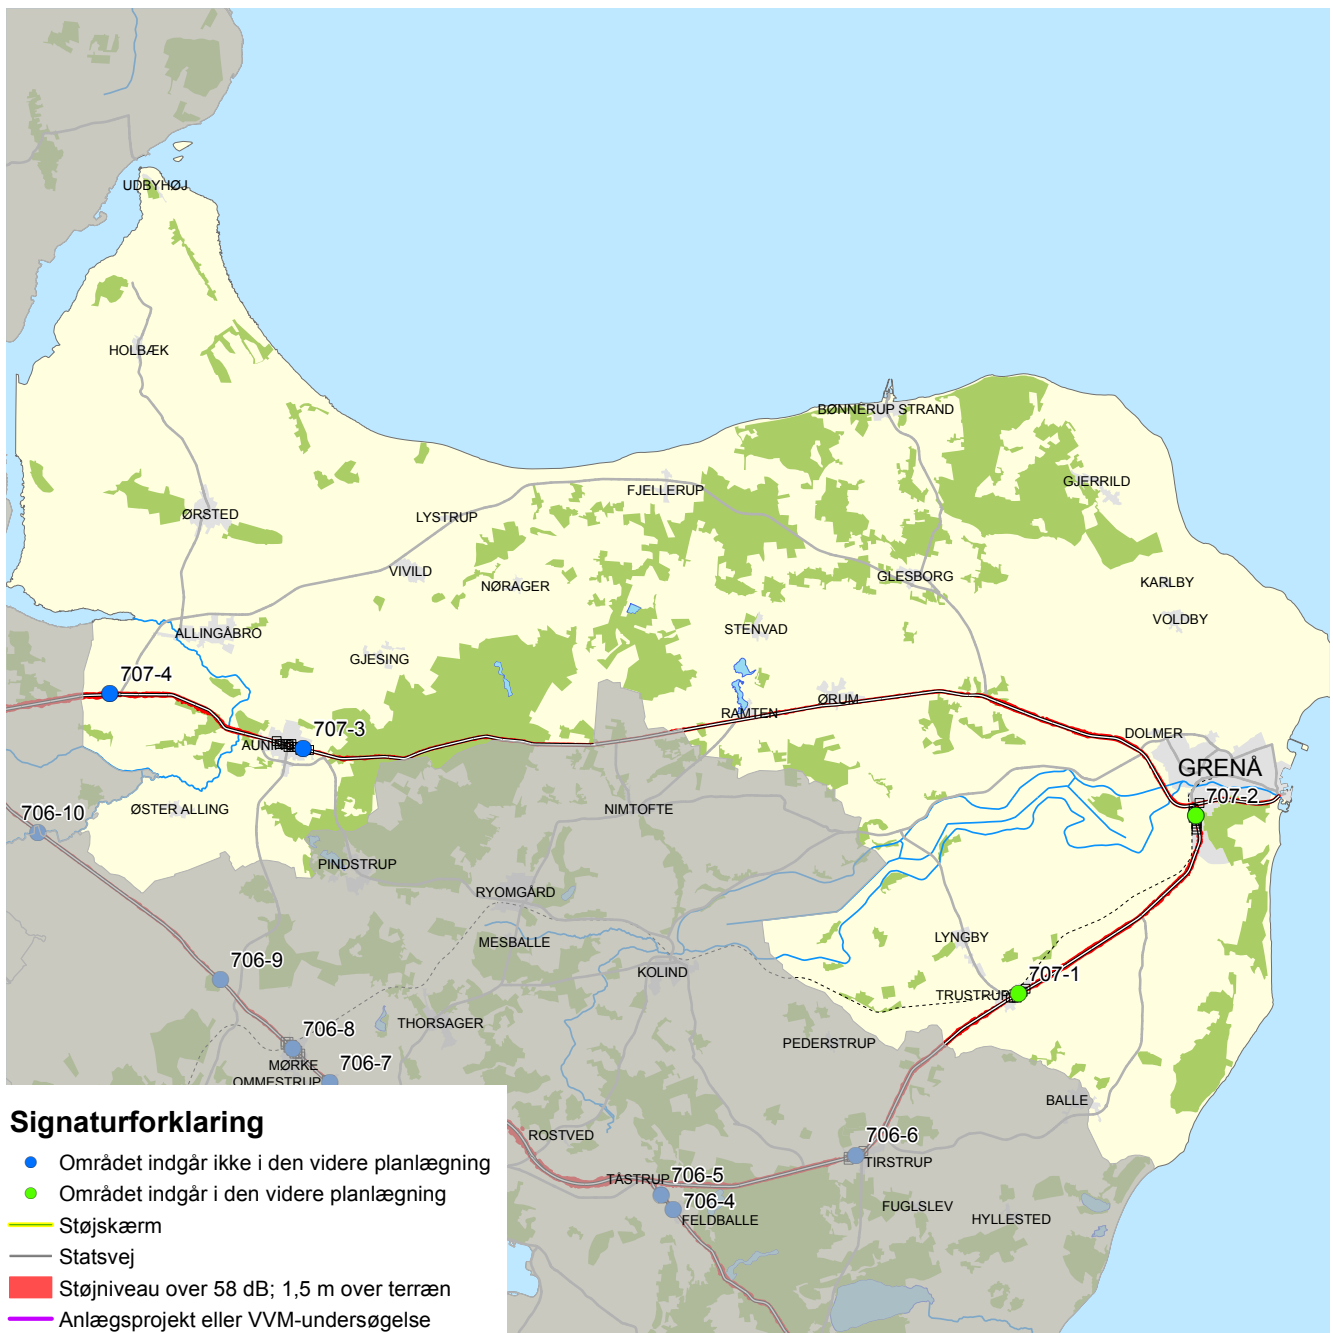 UDBYHØJ
HOLBÆK
BØNNERUP STRAND
GJERRILD
FJELLERUP
ØRSTED
LYSTRUP
VIVILD
NØRAGER
GLESBORG
KARLBY
VOLDBY
STENVAD
ALLINGÅBRO
GJESING
707-4
ØRUM
RAMTEN
707-3
AUNING
DOLMER
GRENÅ
707-2
ØSTER ALLING
NIMTOFTE
706-10
PINDSTRUP
RYOMGÅRD
MESBALLE
LYNGBY
KOLIND
706-9
707-1
TRUSTRUP
THORSAGER
706-8
PEDERSTRUP
MØRKE
706-7
OMMESTRUP
BALLE
ROSTVED
706-6
TIRSTRUP
706-5
TÅSTRUP
706-4
FELDBALLE
FUGLSLEV
HYLLESTED
Signaturforklaring
Området indgår ikke i den videre planlægning
Området indgår i den videre planlægning
Støjskærm
Statsvej
Støjniveau over 58 dB; 1,5 m over terræn
Anlægsprojekt eller VVM-undersøgelse